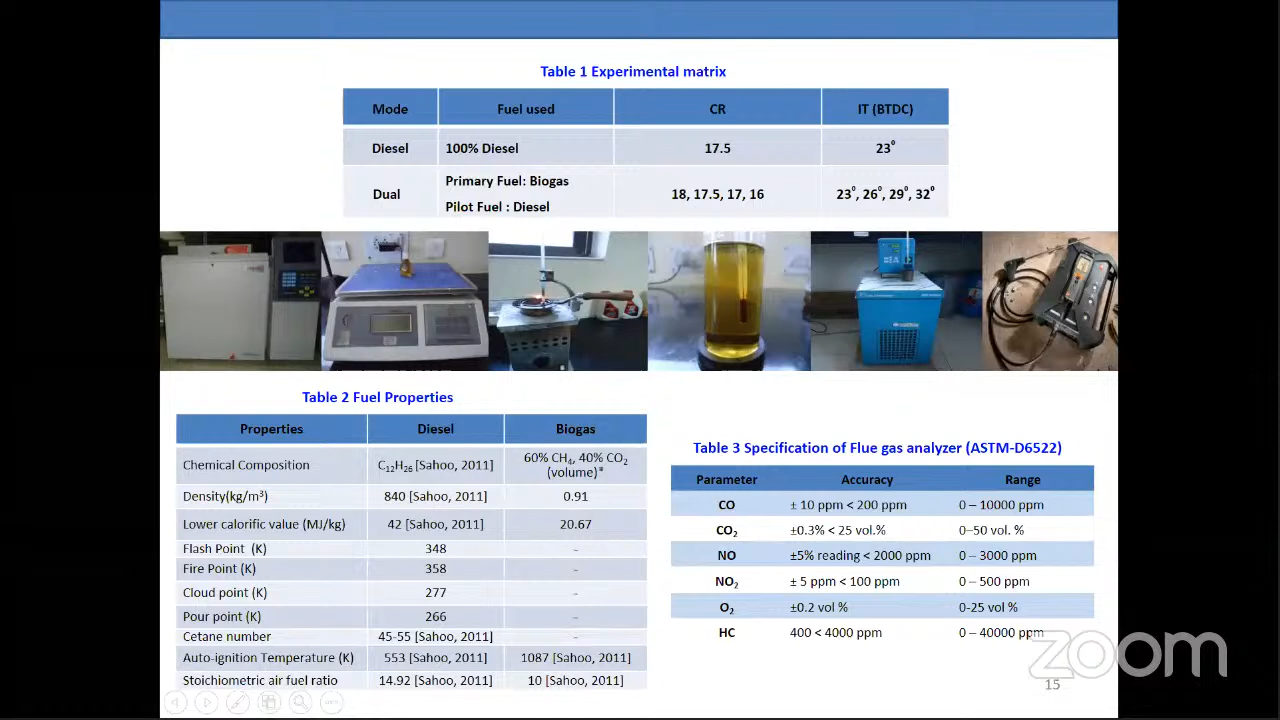 Table 1 Experimental matrix
Mode Fuel used CR IT (BTDC)
Diesel 100% Diesel 17.5 23⁰
Dual Primary Fuel: Biogas Pilot Fuel : Diesel 18, 17.5, 17, 16 23⁰, 26⁰, 29⁰, 32⁰
Table 2 Fuel Properties
Properties Diesel Biogas
Chemical Composition C₁₂H₂₆ [Sahoo, 2011] 60% CH₄, 40% CO₂ (volume)*
Density(kg/m³) 840 [Sahoo, 2011] 0.91
Lower calorific value (MJ/kg) 42 [Sahoo, 2011] 20.67
Flash Point (K) 348 -
Fire Point (K) 358 -
Cloud point (K) 277 -
Pour point (K) 266 -
Cetane number 45-55 [Sahoo, 2011] -
Auto-ignition Temperature (K) 553 [Sahoo, 2011] 1087 [Sahoo, 2011]
Stoichiometric air fuel ratio 14.92 [Sahoo, 2011] 10 [Sahoo, 2011]
Table 3 Specification of Flue gas analyzer (ASTM-D6522)
Parameter Accuracy Range
CO ± 10 ppm < 200 ppm 0 – 10000 ppm
CO₂ ±0.3% < 25 vol.% 0–50 vol. %
NO ±5% reading < 2000 ppm 0 – 3000 ppm
NO₂ ± 5 ppm < 100 ppm 0 – 500 ppm
O₂ ±0.2 vol % 0-25 vol %
HC 400 < 4000 ppm 0 – 40000 ppm
zoom
15